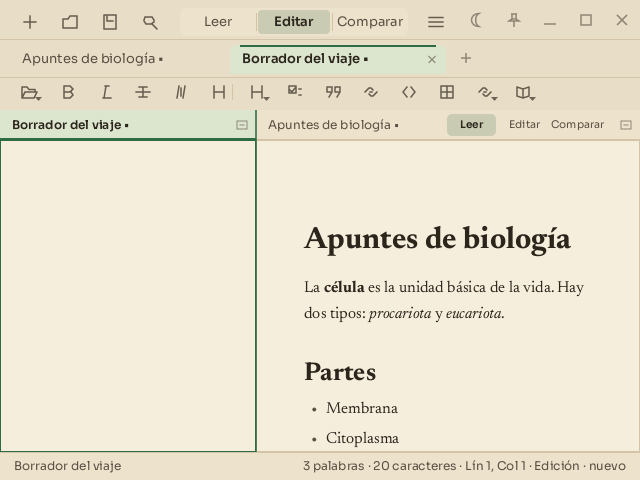 Leer Editar Comparar
Apuntes de biología ▪ Borrador del viaje ▪
Borrador del viaje ▪ Apuntes de biología ▪ Leer Editar Comparar
Apuntes de biología
La célula es la unidad básica de la vida. Hay
dos tipos: procariota y eucariota.
Partes
• Membrana
• Citoplasma
Borrador del viaje 3 palabras · 20 caracteres · Lín 1, Col 1 · Edición · nuevo